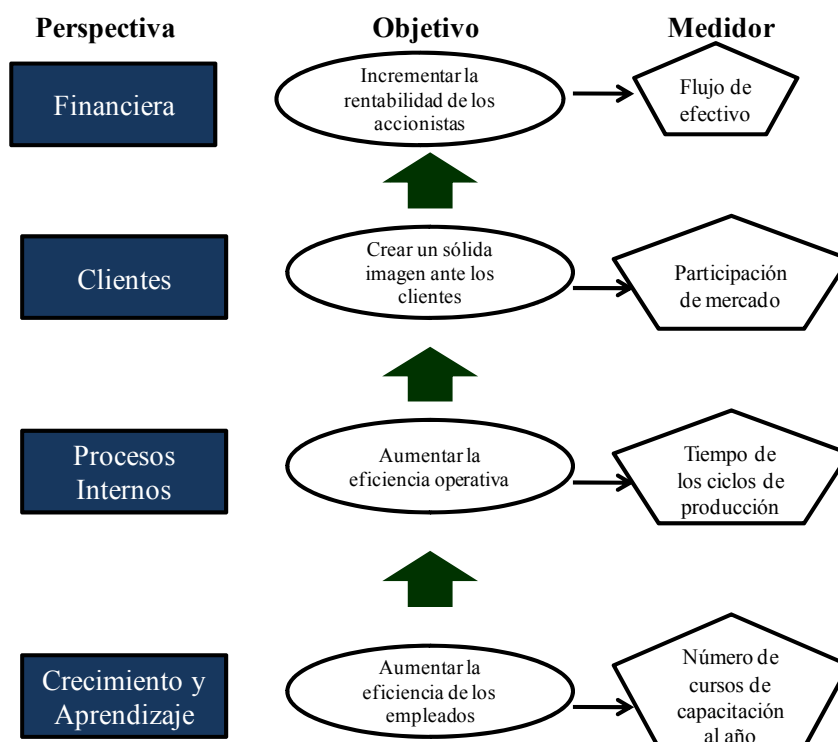 Perspectiva
Objetivo
Medidor
Financiera
Incrementar la
rentabilidad de los
accionistas
Flujo de
efectivo
Clientes
Crear un sólida
imagen ante los
clientes
Participación
de mercado
Procesos
Internos
Aumentar la
eficiencia operativa
Tiempo de
los ciclos de
producción
Crecimiento y
Aprendizaje
Aumentar la
eficiencia de los
empleados
Número de
cursos de
capacitación
al año